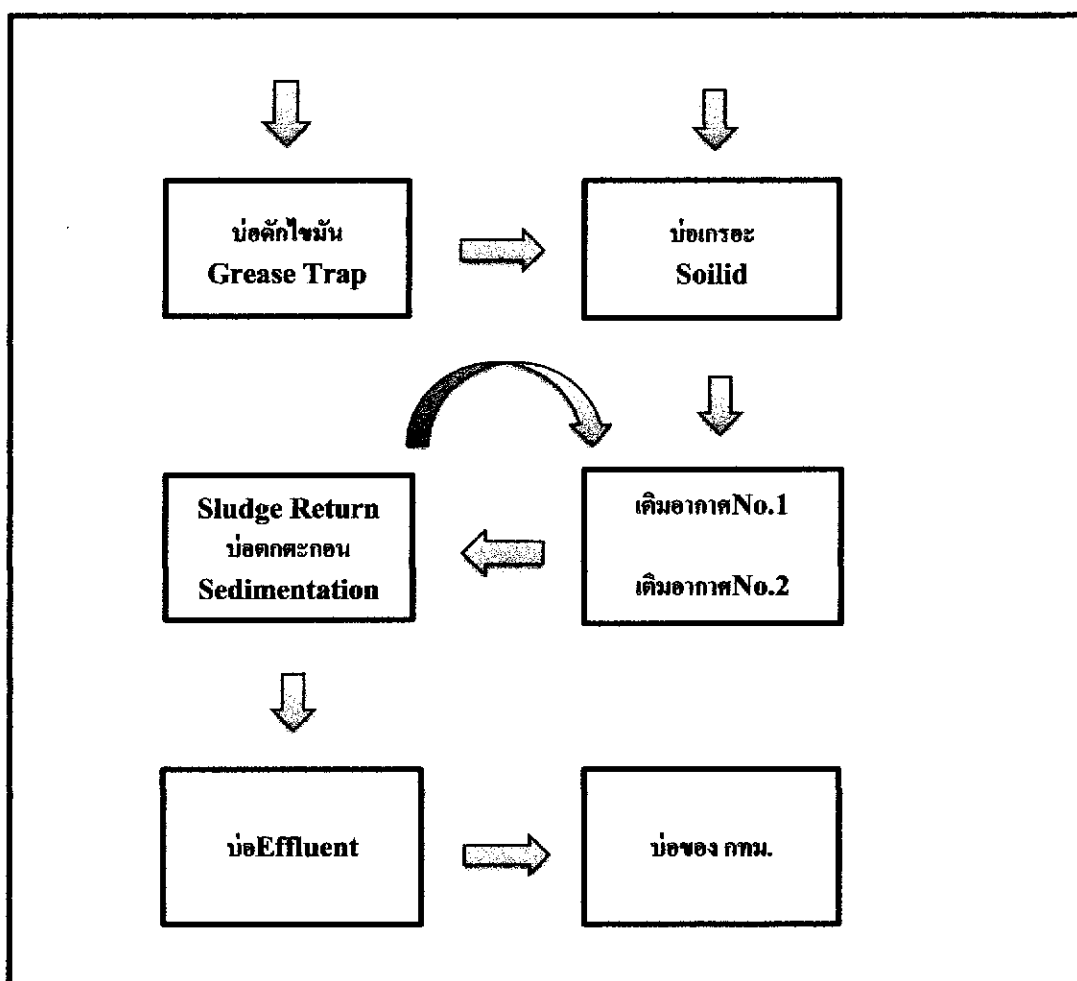 บ่อดักไขมัน
Grease Trap
บ่อเกรอะ
Soilid
Sludge Return
บ่อตกตะกอน
Sedimentation
เติมอากาศNo.1
เติมอากาศNo.2
บ่อEffluent
บ่อของ กทม.